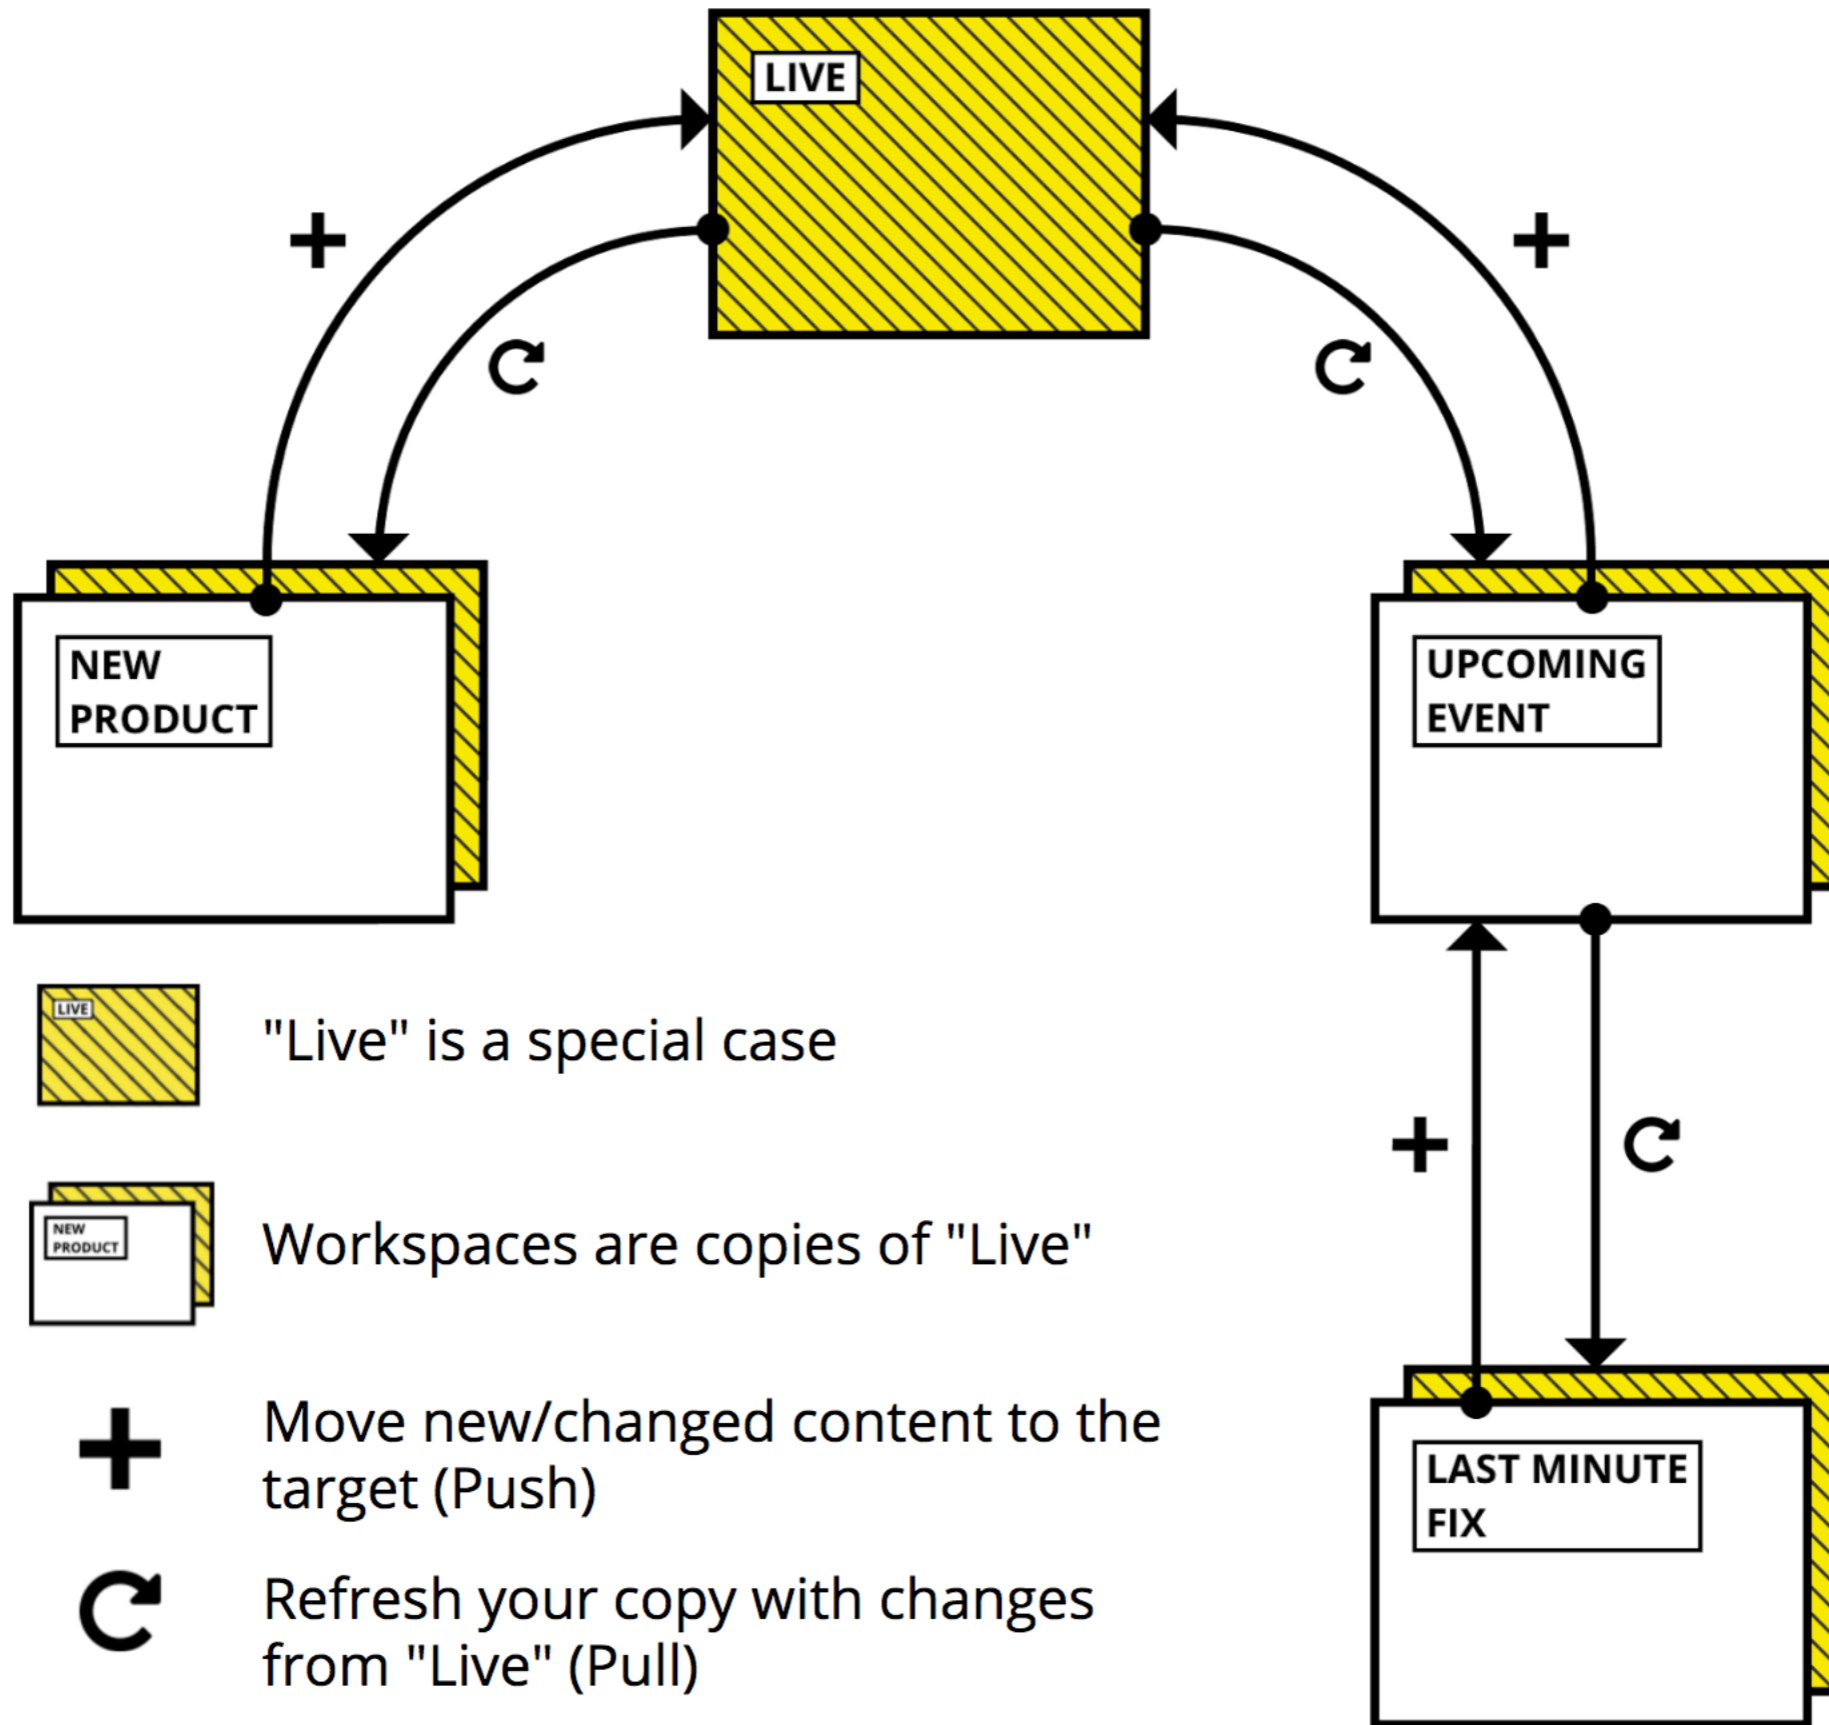 LIVE
NEW
PRODUCT
UPCOMING
EVENT
LIVE
"Live" is a special case
NEW
PRODUCT
Workspaces are copies of "Live"
Move new/changed content to the
target (Push)
Refresh your copy with changes
from "Live" (Pull)
LAST MINUTE
FIX